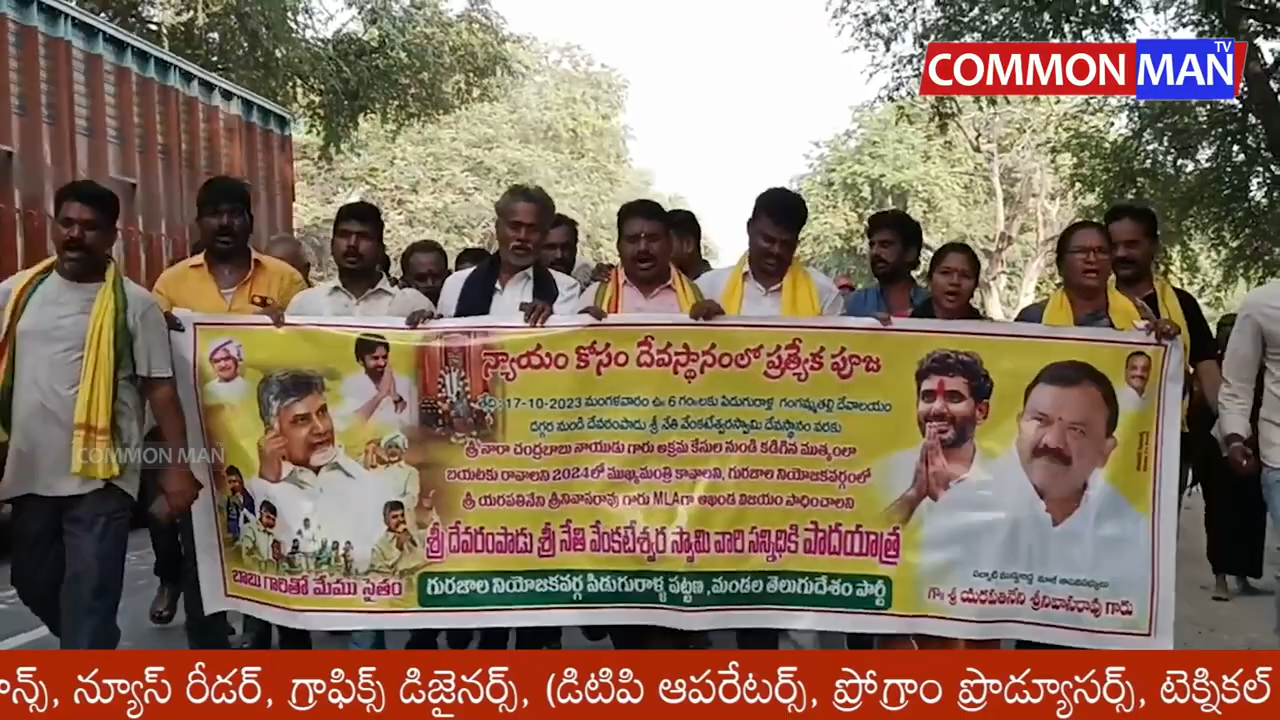 COMMON MAN TV
న్యాయం కోసం దేవస్థానంలో ప్రత్యేక పూజ
తేది: 17-10-2023 మంగళవారం ఉ॥ 6 గం॥లకు పిడుగురాళ్ల గంగమ్మతల్లి దేవాలయం
దగ్గర నుండి దేవరంపాడు శ్రీ నేతి వేంకటేశ్వరస్వామి దేవస్థానం వరకు
శ్రీ నారా చంద్రబాబు నాయుడు గారు అక్రమ కేసుల నుండి కడిగిన ముత్యంలా
బయటకు రావాలని 2024లో ముఖ్యమంత్రి కావాలని, గురజాల నియోజకవర్గంలో
శ్రీ యరపతినేని శ్రీనివాసరావు గారు MLAగా అఖండ విజయం సాధించాలని
శ్రీ దేవరంపాడు శ్రీ నేతి వేంకటేశ్వర స్వామి వారి సన్నిధికి పాదయాత్ర
బాబు గారితో మేము సైతం
గురజాల నియోజకవర్గ పిడుగురాళ్ల పట్టణ, మండల తెలుగుదేశం పార్టీ
గౌ॥ శ్రీ యరపతినేని శ్రీనివాసరావు గారు
COMMON MAN
న్స్, న్యూస్ రీడర్, గ్రాఫిక్స్ డిజైనర్స్, (డిటిపి ఆపరేటర్స్, ప్రోగ్రాం ప్రొడ్యూసర్స్, టెక్నికల్